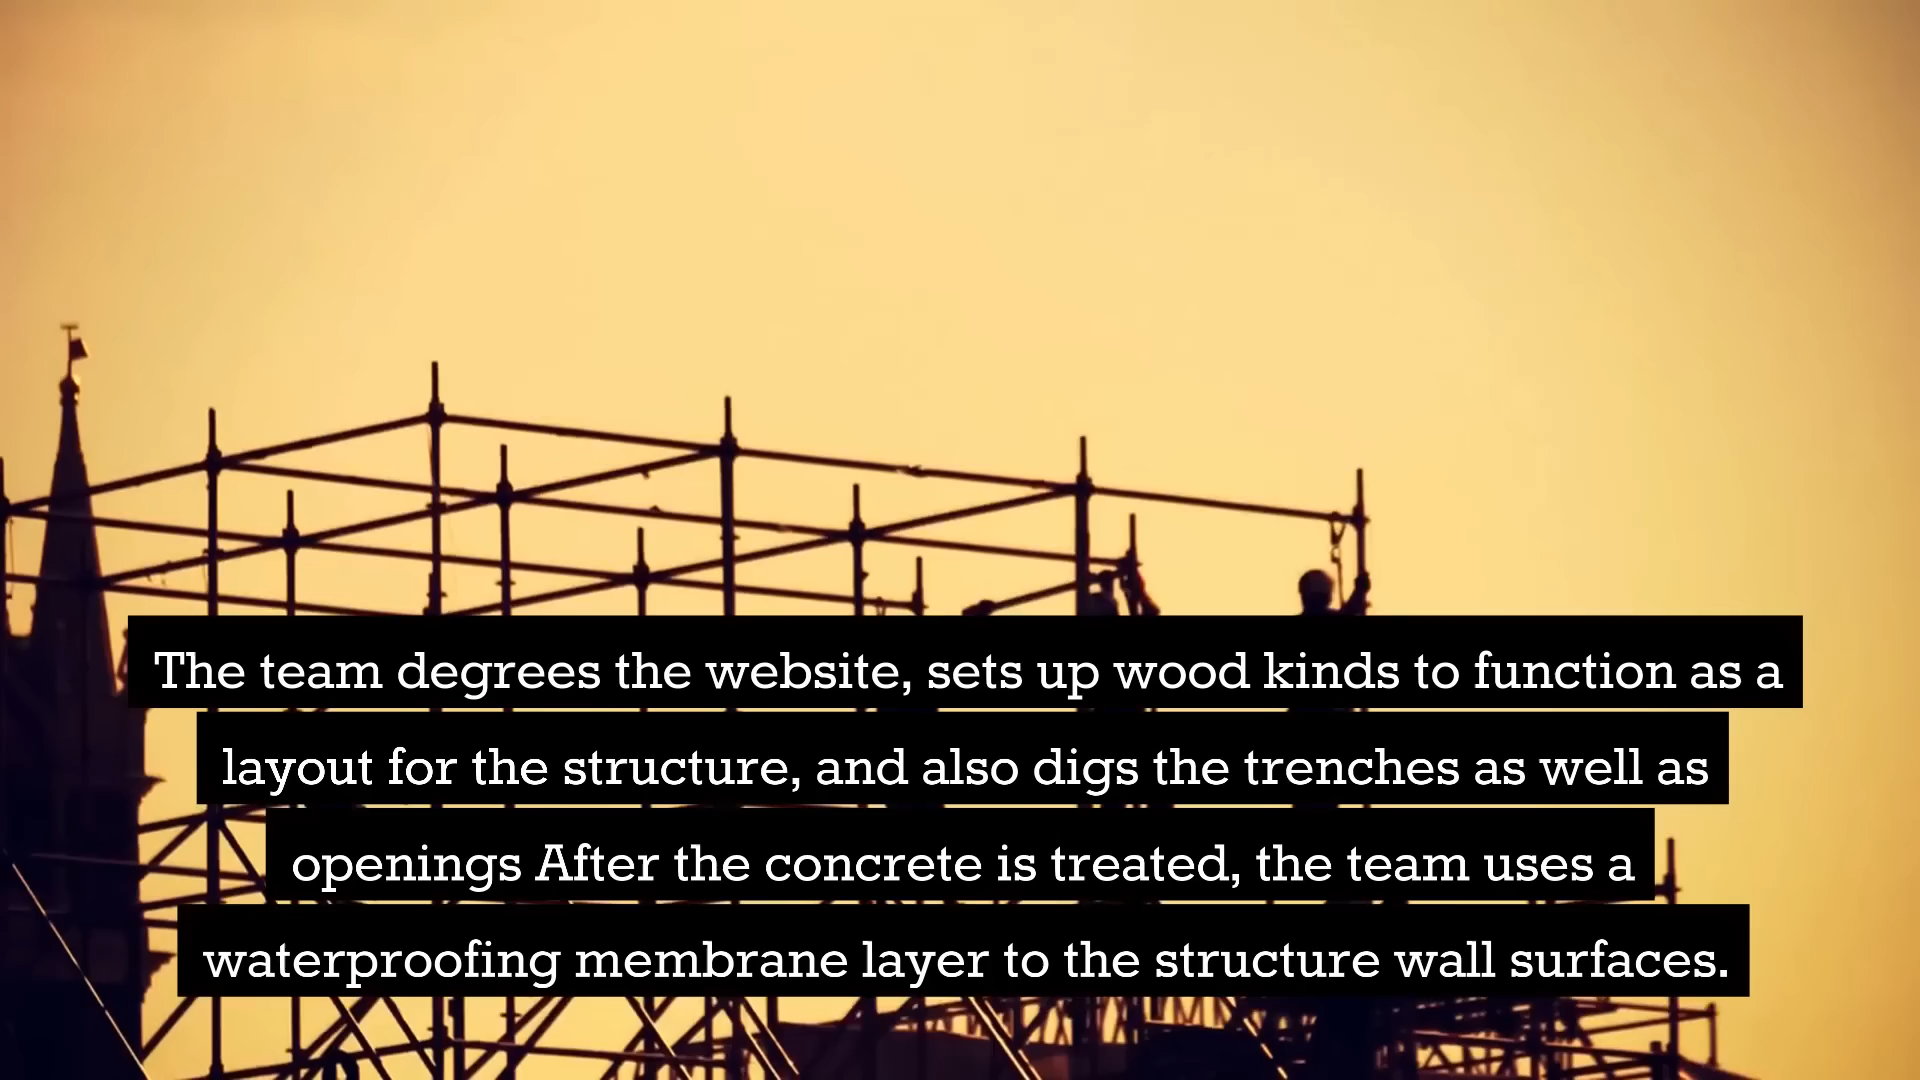 The team degrees the website, sets up wood kinds to function as a
layout for the structure, and also digs the trenches as well as
openings After the concrete is treated, the team uses a
waterproofing membrane layer to the structure wall surfaces.